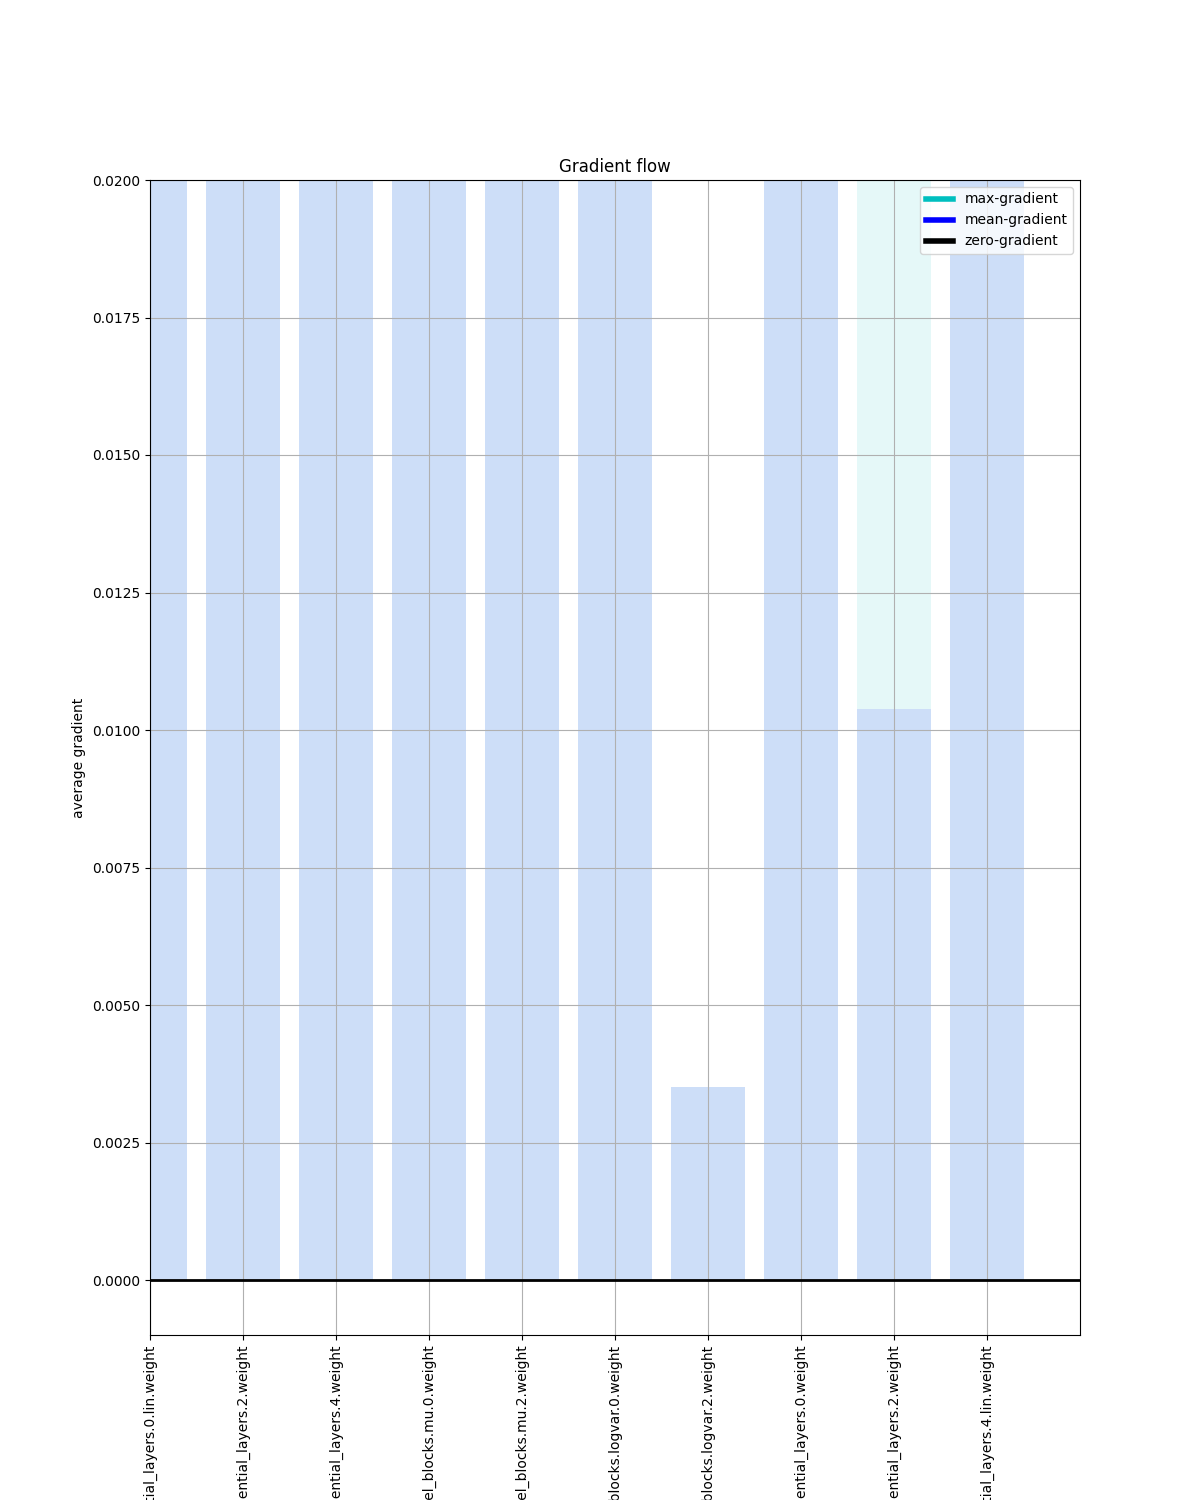 Gradient flow
max-gradient
mean-gradient
zero-gradient
0.0200
0.0175
0.0150
0.0125
0.0100
0.0075
0.0050
0.0025
0.0000
average gradient
tial_layers.0.lin.weight
ential_layers.2.weight
ential_layers.4.weight
el_blocks.mu.0.weight
el_blocks.mu.2.weight
blocks.logvar.0.weight
blocks.logvar.2.weight
ential_layers.0.weight
ential_layers.2.weight
tial_layers.4.lin.weight